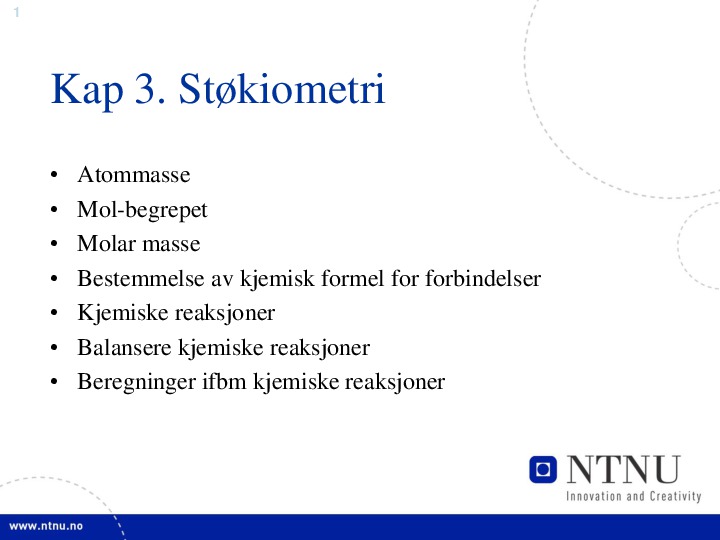 1
Kap 3. Støkiometri
• Atommasse
• Mol-begrepet
• Molar masse
• Bestemmelse av kjemisk formel for forbindelser
• Kjemiske reaksjoner
• Balansere kjemiske reaksjoner
• Beregninger ifbm kjemiske reaksjoner
NTNU
Innovation and Creativity
www.ntnu.no